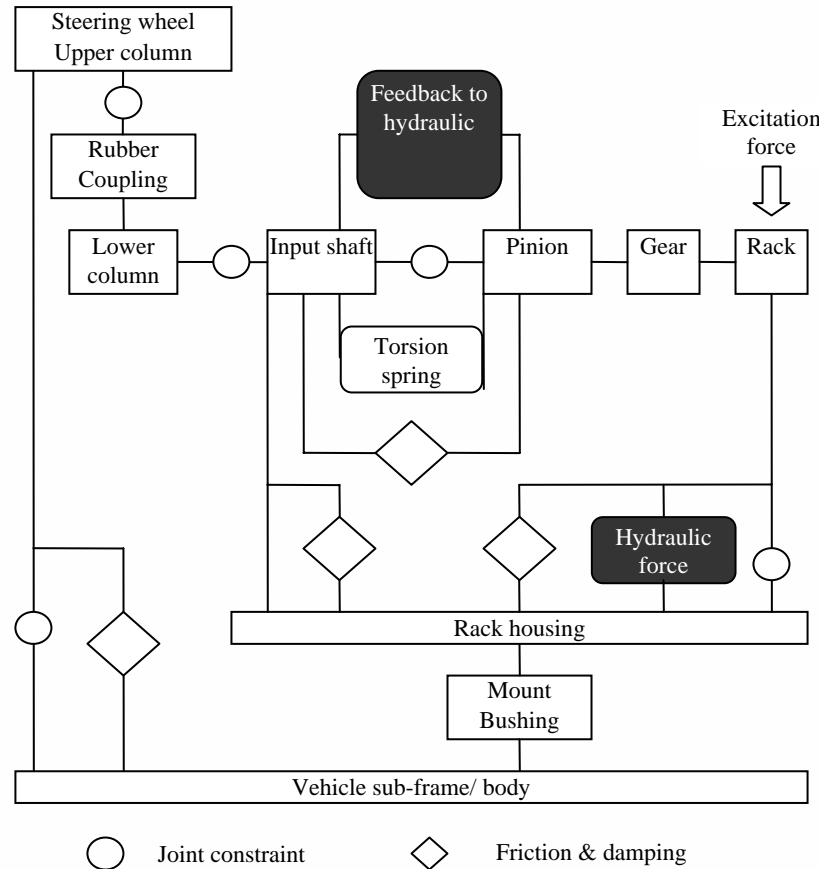 Steering wheel
Upper column
Feedback to
hydraulic
Excitation
force
Rubber
Coupling
Lower
column
Input shaft
Pinion
Gear
Rack
Torsion
spring
Hydraulic
force
Rack housing
Mount
Bushing
Vehicle sub-frame/ body
Joint constraint
Friction & damping